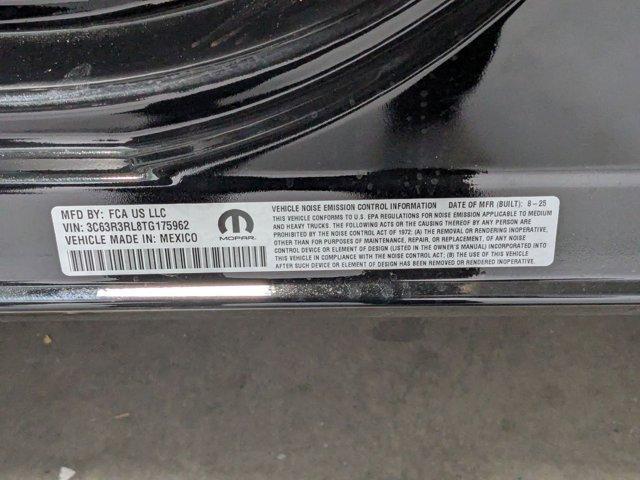 MFD BY: FCA US LLC
VIN: 3C63R3RL8TG175962
VEHICLE MADE IN: MEXICO
MOPAR
VEHICLE NOISE EMISSION CONTROL INFORMATION DATE OF MFR (BUILT): 8-25
THIS VEHICLE CONFORMS TO U.S. EPA REGULATIONS FOR NOISE EMISSION APPLICABLE TO MEDIUM
AND HEAVY TRUCKS. THE FOLLOWING ACTS OR THE CAUSING THEREOF BY ANY PERSON ARE
PROHIBITED BY THE NOISE CONTROL ACT OF 1972: (A) THE REMOVAL OR RENDERING INOPERATIVE,
OTHER THAN FOR PURPOSES OF MAINTENANCE, REPAIR, OR REPLACEMENT, OF ANY NOISE
CONTROL DEVICE OR ELEMENT OF DESIGN (LISTED IN THE OWNER'S MANUAL) INCORPORATED INTO
THIS VEHICLE IN COMPLIANCE WITH THE NOISE CONTROL ACT; (B) THE USE OF THIS VEHICLE
AFTER SUCH DEVICE OR ELEMENT OF DESIGN HAS BEEN REMOVED OR RENDERED INOPERATIVE.